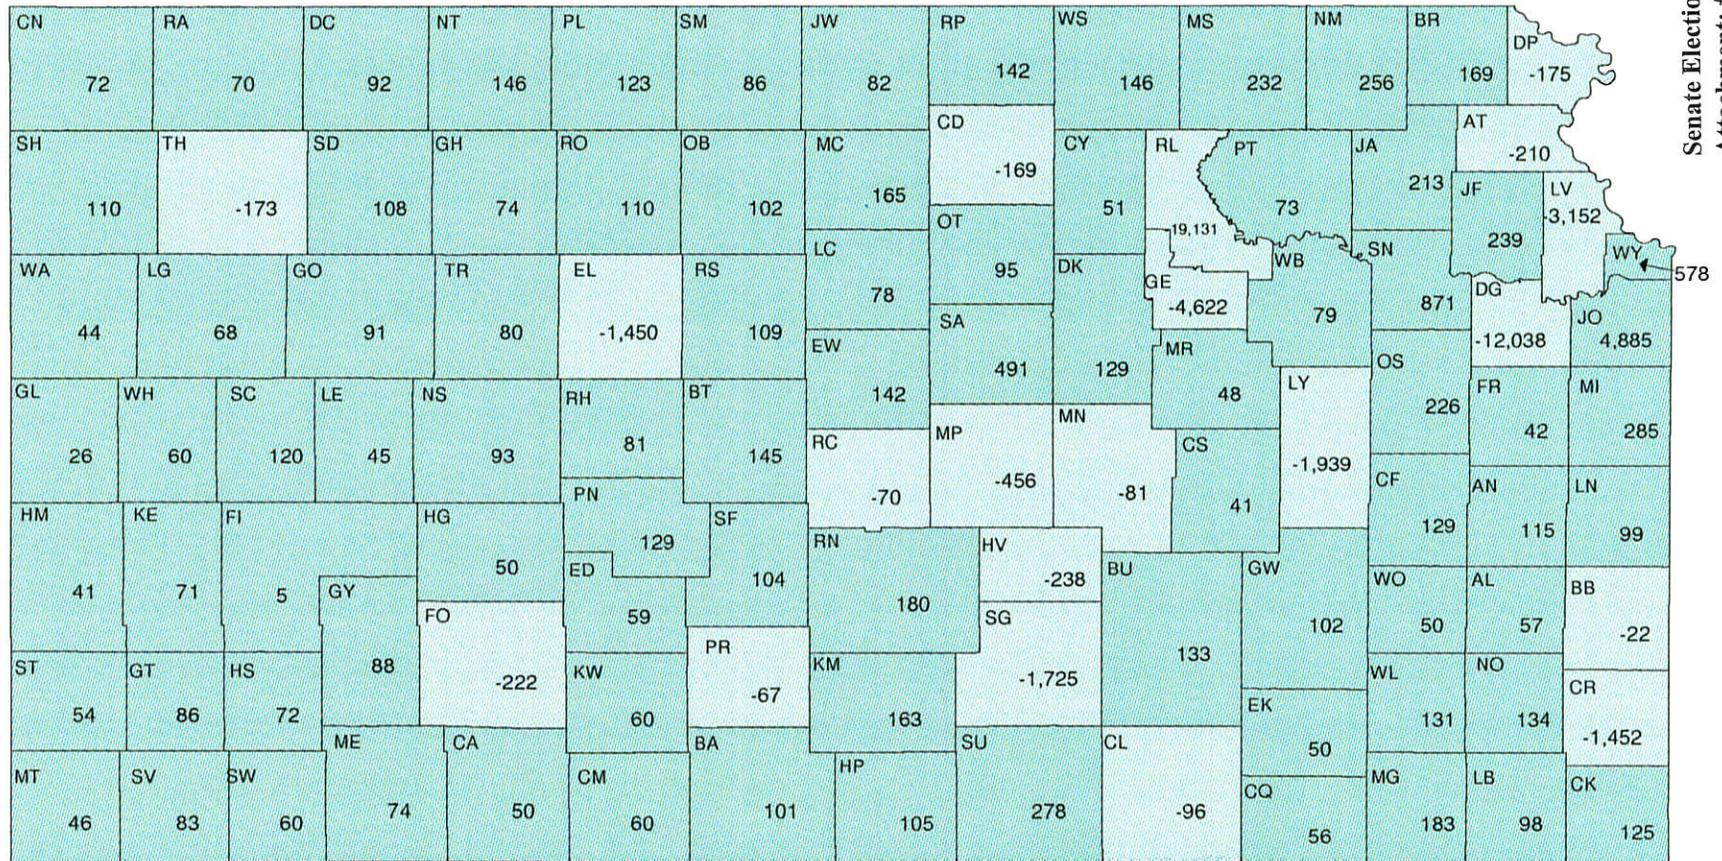 CN RA DC NT PL SM JW RP WS MS NM BR DP
72 70 92 146 123 86 82 142 146 232 256 169 -175
SH TH SD GH RO OB MC CD CY RL PT JA AT
110 -173 108 74 110 102 165 -169 51 -19,131 73 213 -210
JF LV
239 -3,152
WA LG GO TR EL RS LC OT DK GE WB SN DG WY
44 68 91 80 -1,450 109 78 95 129 -4,622 79 871 -12,038 578
EW SA MR OS JO
142 491 48 226 4,885
GL WH SC LE NS RH BT RC MP MN CS LY FR MI
26 60 120 45 93 81 145 -70 -456 -81 41 -1,939 42 285
PN CF AN LN
129 129 115 99
HM KE FI HG SF RN HV BU GW WO AL BB
41 71 5 50 104 180 -238 133 102 50 57 -22
GY FO ED SG
88 -222 59 -1,725
ST GT HS KW PR KM EK WL NO CR
54 86 72 60 -67 163 50 131 134 -1,452
MT SV SW ME CA CM BA HP SU CL CQ MG LB CK
46 83 60 74 50 60 101 105 278 -96 56 183 98 125
Senate Electio